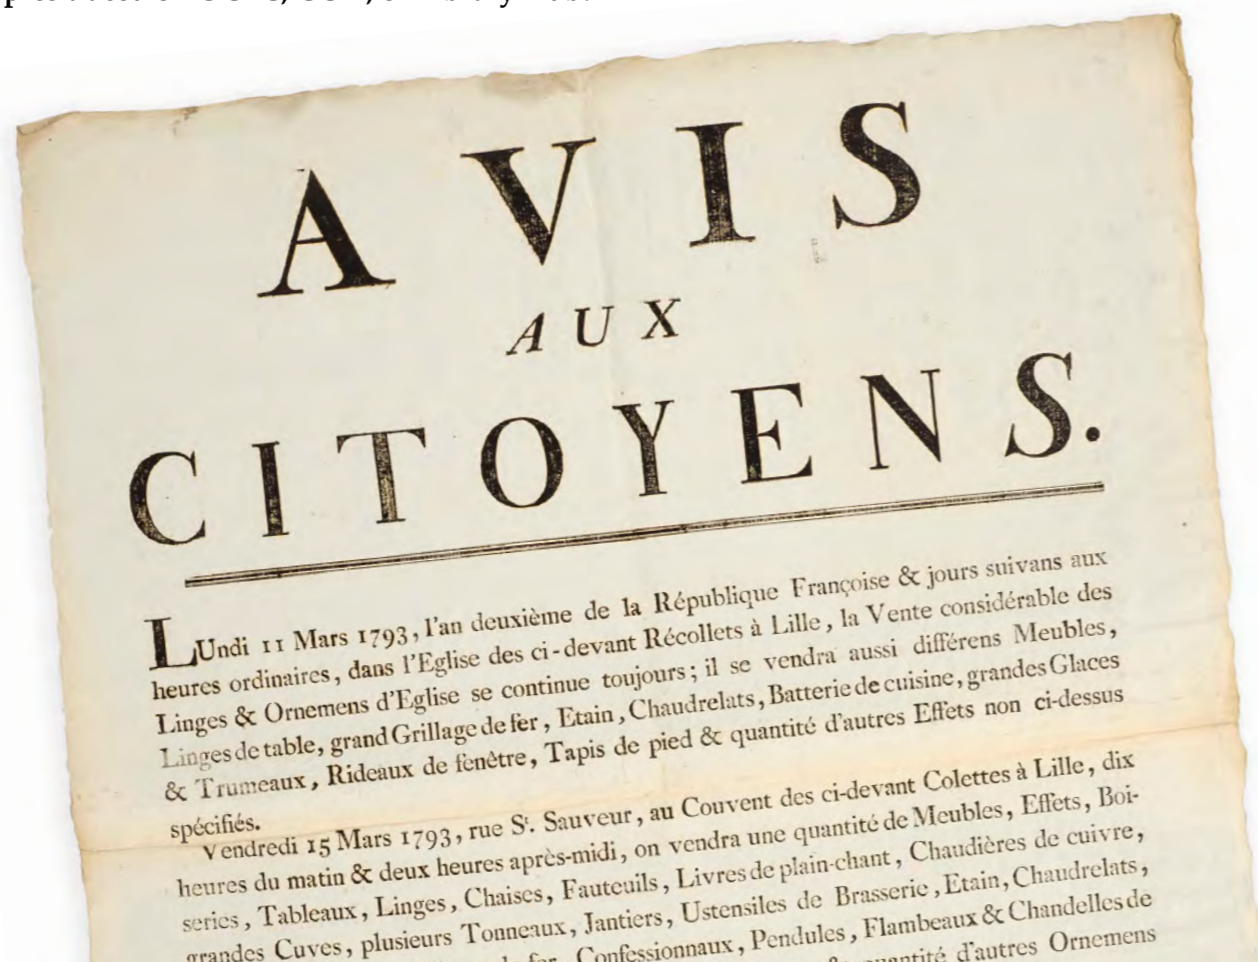 A VIS
AUX
CITOYENS.
LUndi 11 Mars 1793, l'an deuxième de la République Françoise & jours suivans aux
heures ordinaires, dans l'Eglise des ci-devant Récollets à Lille, la Vente considérable des
Linges & Ornemens d'Eglise se continue toujours; il se vendra aussi différens Meubles,
Linges de table, grand Grillage de fer, Etain, Chaudrelats, Batterie de cuisine, grandes Glaces
& Trumeaux, Rideaux de fenêtre, Tapis de pied & quantité d'autres Effets non ci-dessus
spécifiés.
Vendredi 15 Mars 1793, rue St. Sauveur, au Couvent des ci-devant Colettes à Lille, dix
heures du matin & deux heures après-midi, on vendra une quantité de Meubles, Effets, Boi-
series, Tableaux, Linges, Chaises, Fauteuils, Livres de plain-chant, Chaudières de cuivre,
grandes Cuves, plusieurs Tonneaux, Jantiers, Ustensiles de Brasserie, Etain, Chaudrelats,
fer, Confessionnaux, Pendules, Flambeaux & Chandelles de
& quantité d'autres Ornemens